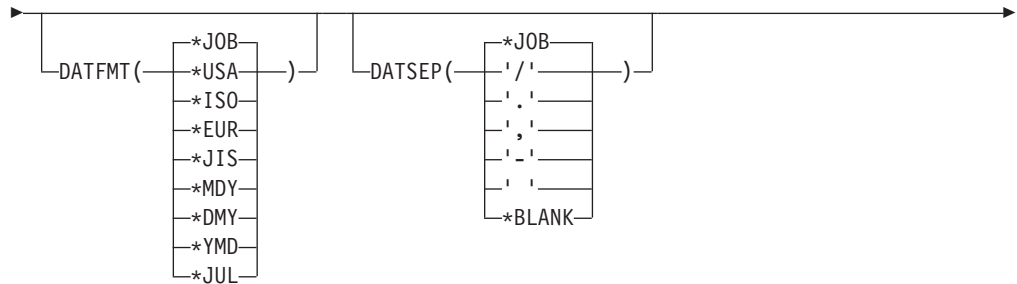 *JOB *JOB
DATFMT( *USA ) DATSEP( '/' )
*ISO '.'
*EUR ','
*JIS '-'
*MDY ' '
*DMY *BLANK
*YMD
*JUL